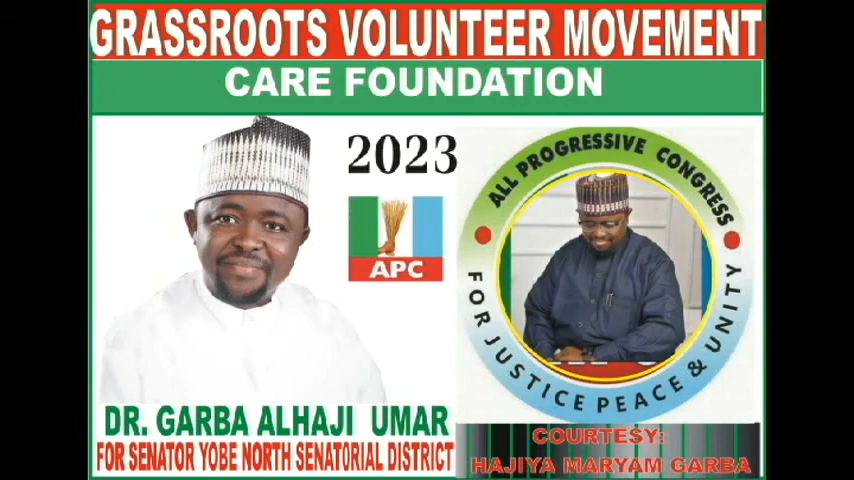 GRASSROOTS VOLUNTEER MOVEMENT
CARE FOUNDATION
2023
APC
ALL PROGRESSIVE CONGRESS
FOR JUSTICE PEACE & UNITY
DR. GARBA ALHAJI UMAR
FOR SENATOR YOBE NORTH SENATORIAL DISTRICT
COURTESY:
HAJIYA MARYAM GARBA